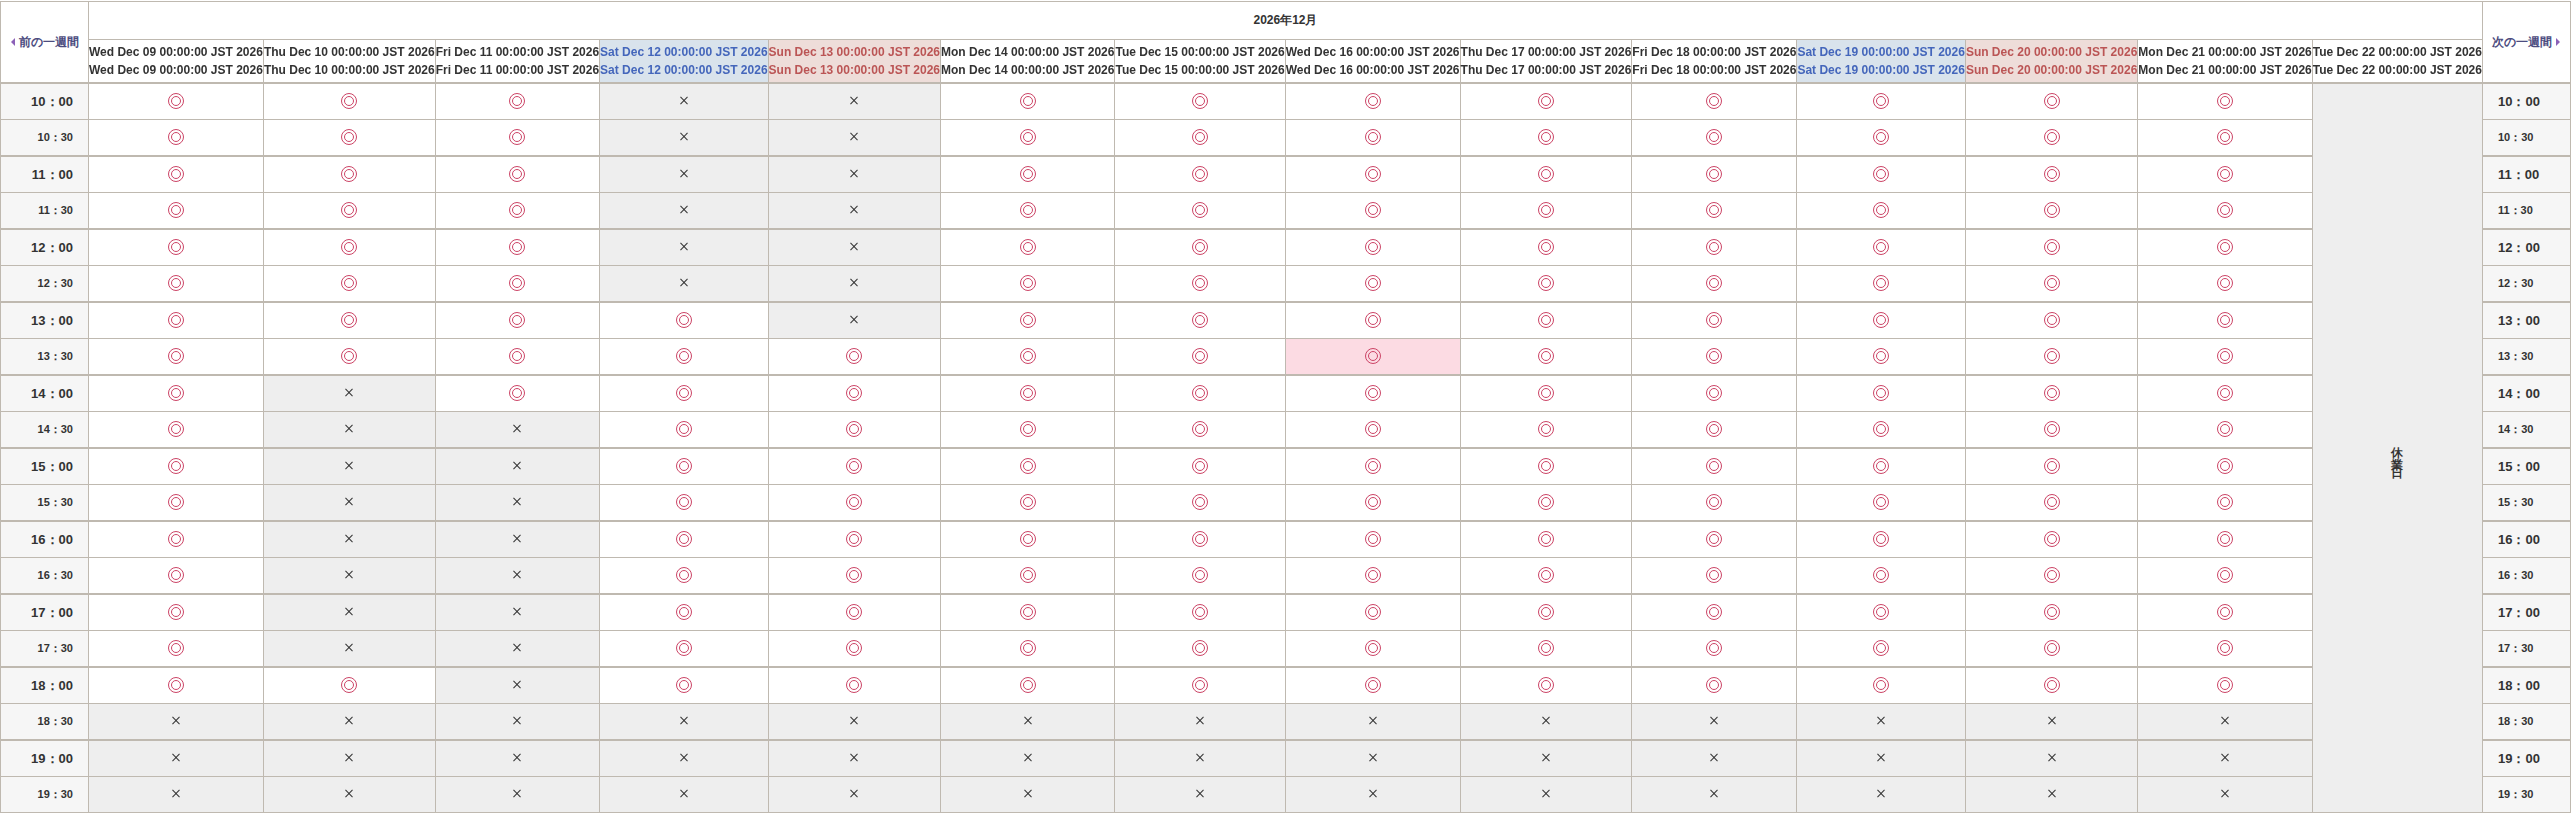 前の一週間 2026年12月 次の一週間
Wed Dec 09 00:00:00 JST 2026 Thu Dec 10 00:00:00 JST 2026 Fri Dec 11 00:00:00 JST 2026 Sat Dec 12 00:00:00 JST 2026 Sun Dec 13 00:00:00 JST 2026 Mon Dec 14 00:00:00 JST 2026 Tue Dec 15 00:00:00 JST 2026 Wed Dec 16 00:00:00 JST 2026 Thu Dec 17 00:00:00 JST 2026 Fri Dec 18 00:00:00 JST 2026 Sat Dec 19 00:00:00 JST 2026 Sun Dec 20 00:00:00 JST 2026 Mon Dec 21 00:00:00 JST 2026 Tue Dec 22 00:00:00 JST 2026
Wed Dec 09 00:00:00 JST 2026 Thu Dec 10 00:00:00 JST 2026 Fri Dec 11 00:00:00 JST 2026 Sat Dec 12 00:00:00 JST 2026 Sun Dec 13 00:00:00 JST 2026 Mon Dec 14 00:00:00 JST 2026 Tue Dec 15 00:00:00 JST 2026 Wed Dec 16 00:00:00 JST 2026 Thu Dec 17 00:00:00 JST 2026 Fri Dec 18 00:00:00 JST 2026 Sat Dec 19 00:00:00 JST 2026 Sun Dec 20 00:00:00 JST 2026 Mon Dec 21 00:00:00 JST 2026 Tue Dec 22 00:00:00 JST 2026
10：00 ◎ ◎ ◎ × × ◎ ◎ ◎ ◎ ◎ ◎ ◎ ◎ 10：00
10：30 ◎ ◎ ◎ × × ◎ ◎ ◎ ◎ ◎ ◎ ◎ ◎ 10：30
11：00 ◎ ◎ ◎ × × ◎ ◎ ◎ ◎ ◎ ◎ ◎ ◎ 11：00
11：30 ◎ ◎ ◎ × × ◎ ◎ ◎ ◎ ◎ ◎ ◎ ◎ 11：30
12：00 ◎ ◎ ◎ × × ◎ ◎ ◎ ◎ ◎ ◎ ◎ ◎ 12：00
12：30 ◎ ◎ ◎ × × ◎ ◎ ◎ ◎ ◎ ◎ ◎ ◎ 12：30
13：00 ◎ ◎ ◎ ◎ × ◎ ◎ ◎ ◎ ◎ ◎ ◎ ◎ 13：00
13：30 ◎ ◎ ◎ ◎ ◎ ◎ ◎ ◎ ◎ ◎ ◎ ◎ ◎ 13：30
14：00 ◎ × ◎ ◎ ◎ ◎ ◎ ◎ ◎ ◎ ◎ ◎ ◎ 14：00
14：30 ◎ × × ◎ ◎ ◎ ◎ ◎ ◎ ◎ ◎ ◎ ◎ 14：30
15：00 ◎ × × ◎ ◎ ◎ ◎ ◎ ◎ ◎ ◎ ◎ ◎ 休業日 15：00
15：30 ◎ × × ◎ ◎ ◎ ◎ ◎ ◎ ◎ ◎ ◎ ◎ 15：30
16：00 ◎ × × ◎ ◎ ◎ ◎ ◎ ◎ ◎ ◎ ◎ ◎ 16：00
16：30 ◎ × × ◎ ◎ ◎ ◎ ◎ ◎ ◎ ◎ ◎ ◎ 16：30
17：00 ◎ × × ◎ ◎ ◎ ◎ ◎ ◎ ◎ ◎ ◎ ◎ 17：00
17：30 ◎ × × ◎ ◎ ◎ ◎ ◎ ◎ ◎ ◎ ◎ ◎ 17：30
18：00 ◎ ◎ × ◎ ◎ ◎ ◎ ◎ ◎ ◎ ◎ ◎ ◎ 18：00
18：30 × × × × × × × × × × × × × 18：30
19：00 × × × × × × × × × × × × × 19：00
19：30 × × × × × × × × × × × × × 19：30